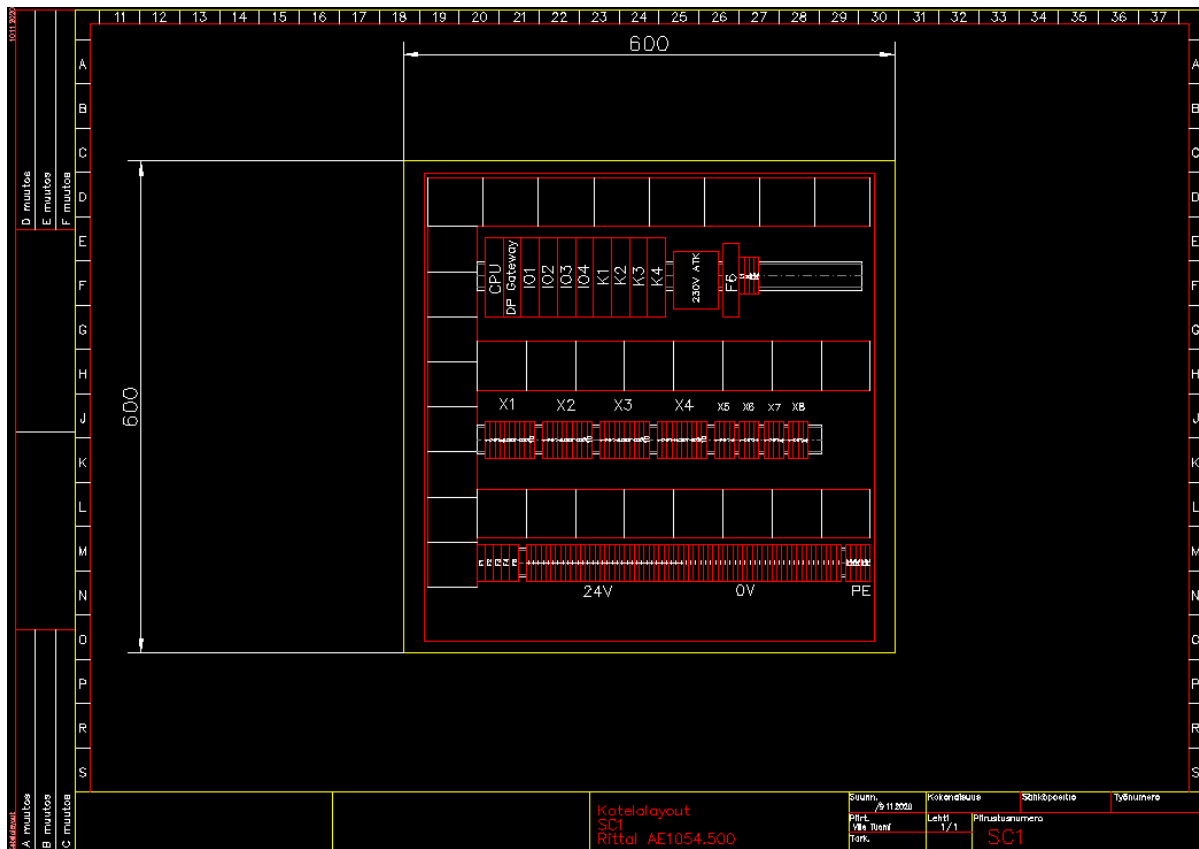 11 12 13 14 15 16 17 18 19 20 21 22 23 24 25 26 27 28 29 30 31 32 33 34 35 36 37
600
A A
B B
C C
D D
E E
F F
G G
H H
J J
K K
L L
M M
N N
O O
P P
R R
S S
D muutos
E muutos
F muutos
A muutos
B muutos
C muutos
600
CPU
DP Gateway
IO1
IO2
IO3
IO4
K1
K2
K3
K4
230V ATK
F6
X1 X2 X3 X4 X5 X6 X7 X8
24V 0V PE
Kotelolayout
SC1
Rittal AE1054.500
Suunn. Kokonaisuus Sähköpositio Työnumero
Piirt. Lehti Piirustusnumero
Ville Tuomi 1/1 SC1
Tark.